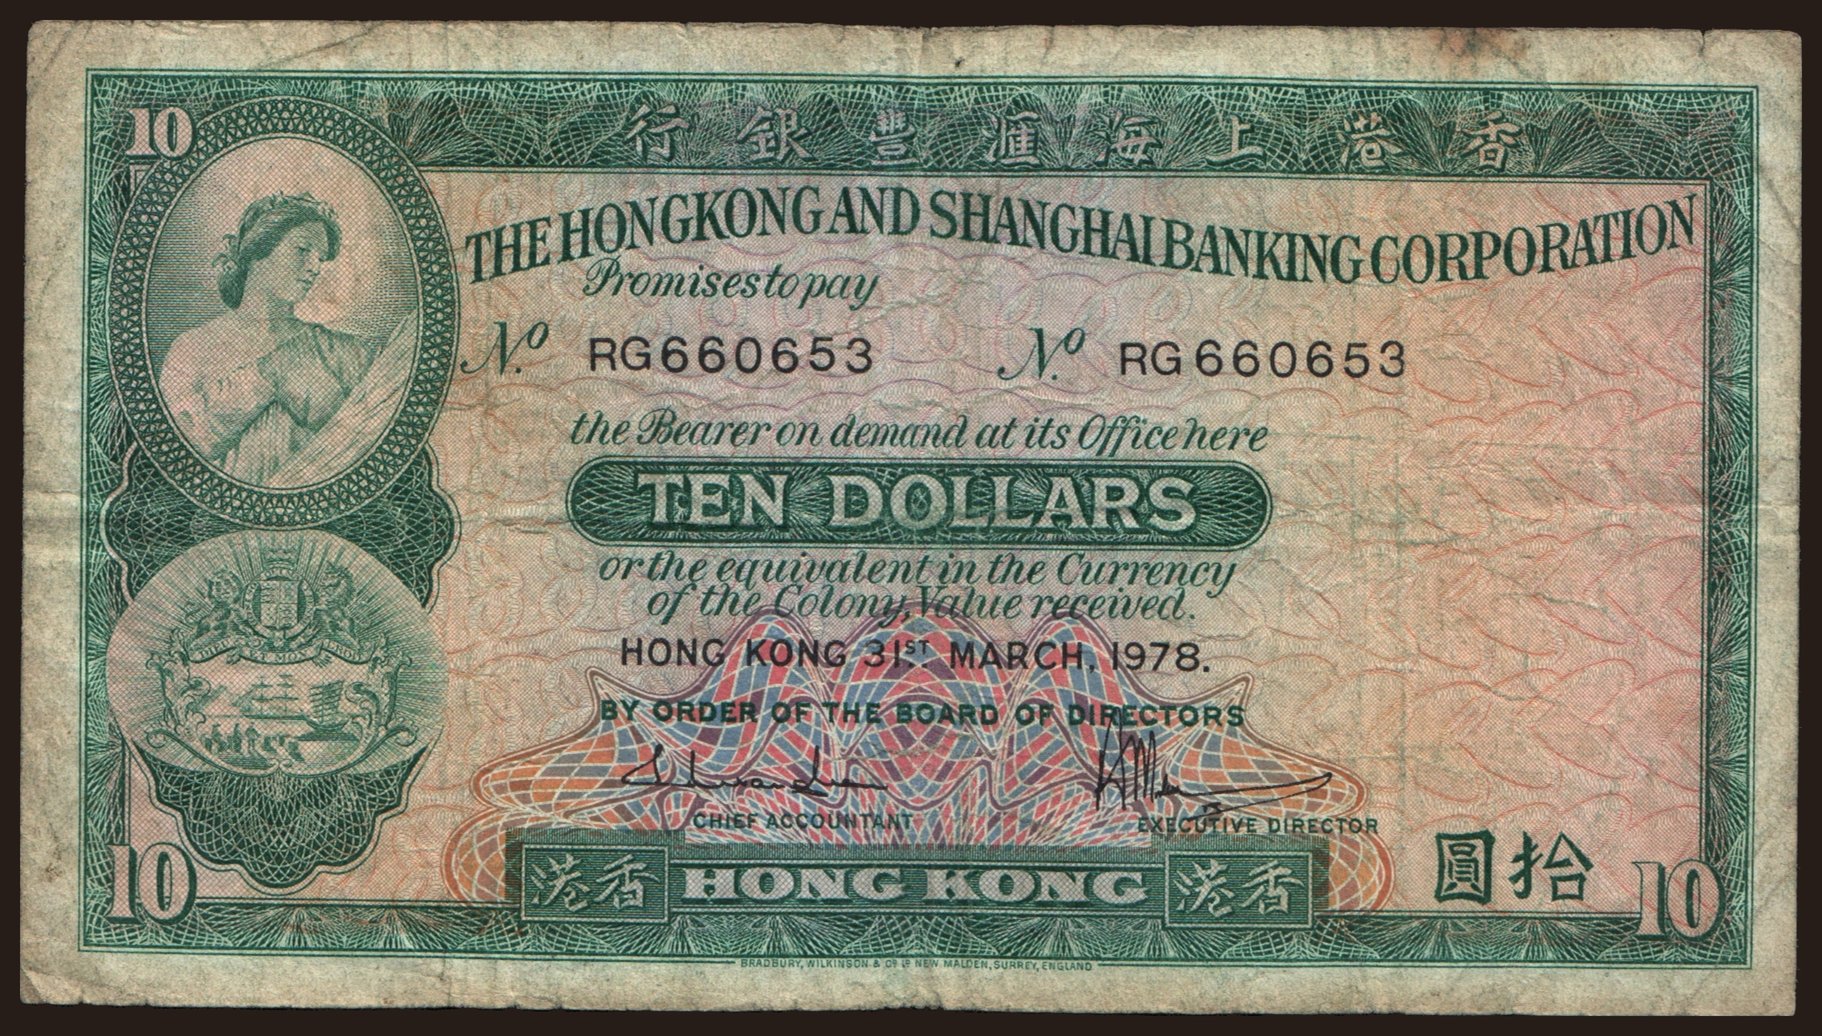 10
行銀豐滙海上港香
THE HONGKONG AND SHANGHAI BANKING CORPORATION
Promises to pay
No. RG660653 No. RG660653
the Bearer on demand at its Office here
TEN DOLLARS
or the equivalent in the Currency
of the Colony, Value received.
HONG KONG 31ST MARCH, 1978.
BY ORDER OF THE BOARD OF DIRECTORS
CHIEF ACCOUNTANT EXECUTIVE DIRECTOR
10 港香 HONG KONG 港香 圓拾 10
BRADBURY, WILKINSON & Co. Ld. NEW MALDEN, SURREY, ENGLAND